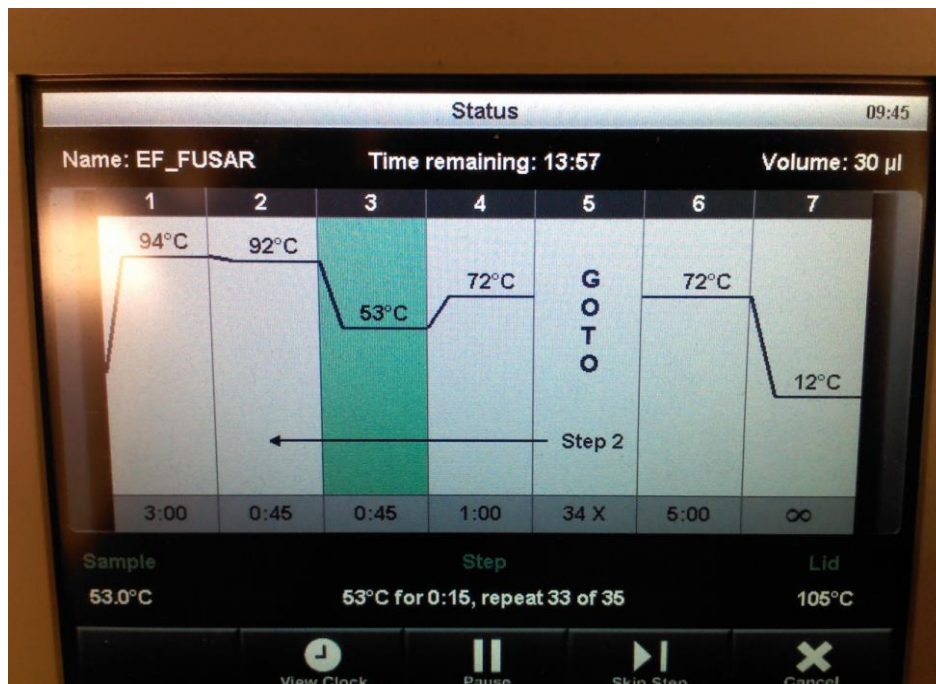 Status 09:45
Name: EF_FUSAR Time remaining: 13:57 Volume: 30 µl
1 2 3 4 5 6 7
94°C 92°C 53°C 72°C GOTO 72°C 12°C
Step 2
3:00 0:45 0:45 1:00 34 X 5:00 ∞
Sample Step Lid
53.0°C 53°C for 0:15, repeat 33 of 35 105°C
View Clock Pause Skip Step Cancel